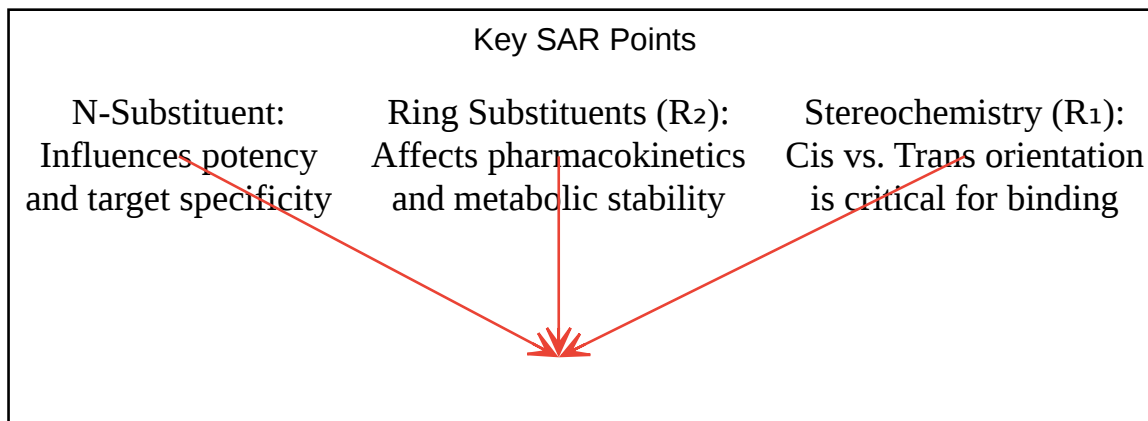 Key SAR Points
N-Substituent:
Influences potency
and target specificity
Ring Substituents (R₂):
Affects pharmacokinetics
and metabolic stability
Stereochemistry (R₁):
Cis vs. Trans orientation
is critical for binding